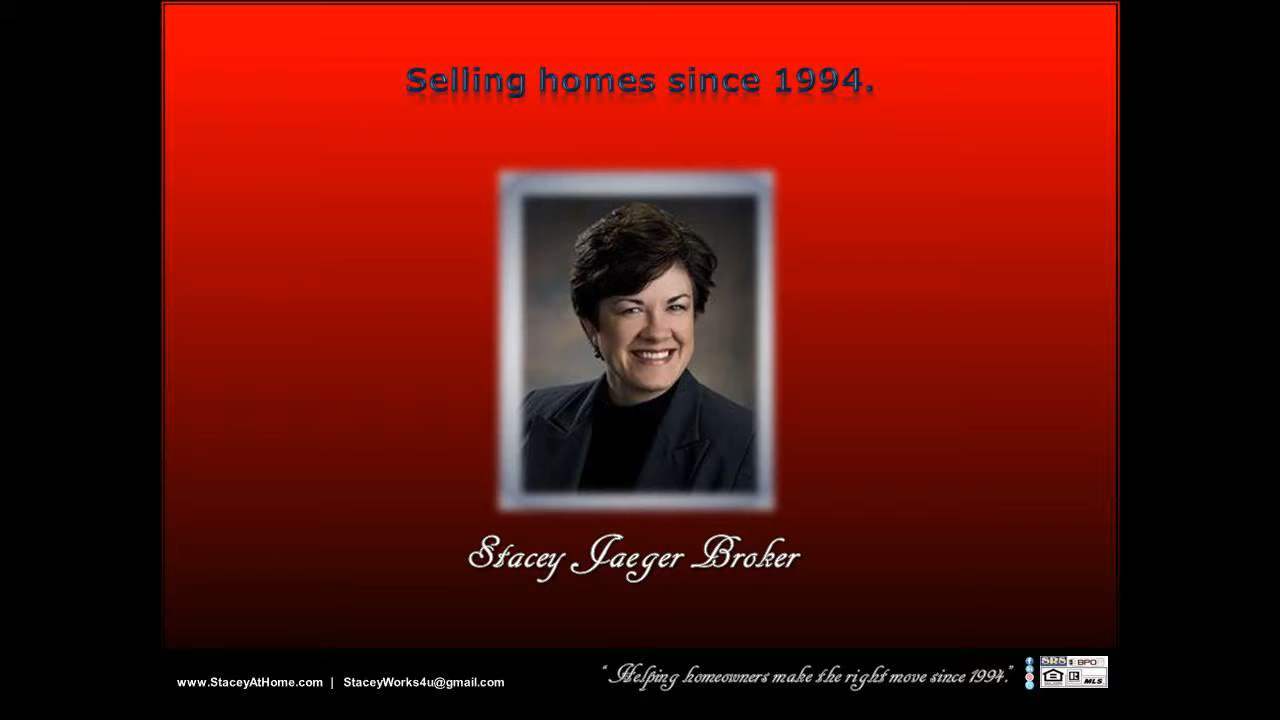 Selling homes since 1994.
Stacey Jaeger Broker
www.StaceyAtHome.com | StaceyWorks4u@gmail.com
“Helping homeowners make the right move since 1994.”
SRS BPO
R MLS